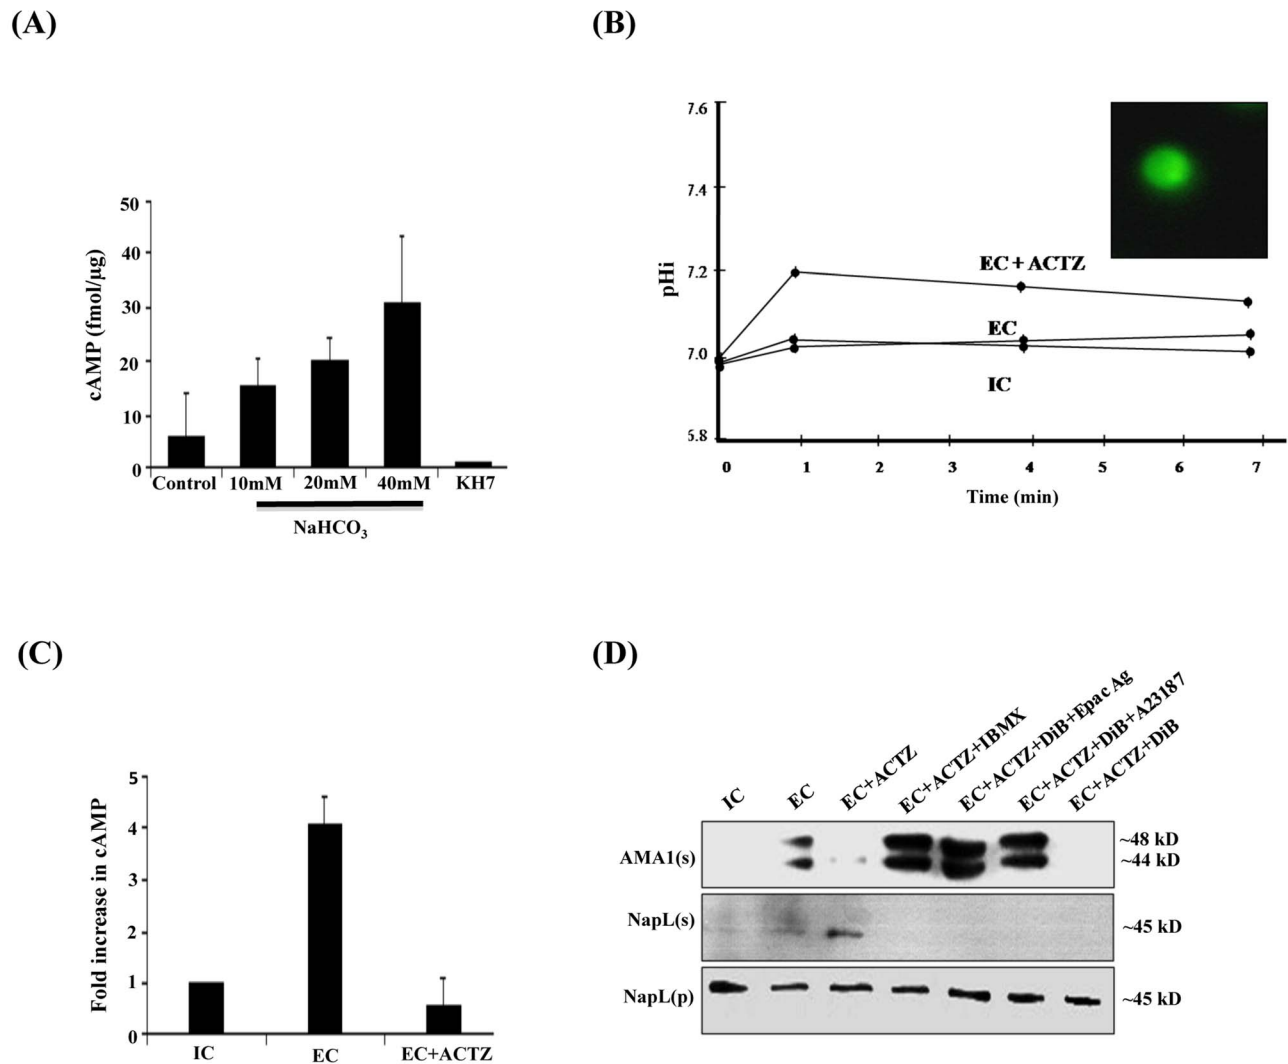 (A)
cAMP (fmol/µg)
50
40
30
20
10
0
Control 10mM 20mM 40mM KH7
NaHCO3
(B)
pHi
7.6
7.4
7.2
7.0
5.8
EC + ACTZ
EC
IC
0 1 2 3 4 5 6 7
Time (min)
(C)
Fold increase in cAMP
5
4
3
2
1
0
IC EC EC+ACTZ
(D)
IC
EC
EC+ACTZ
EC+ACTZ+IBMX
EC+ACTZ+DiB+Epac Ag
EC+ACTZ+DiB+A23187
EC+ACTZ+DiB
AMA1(s)
~48 kD
~44 kD
NapL(s)
~45 kD
NapL(p)
~45 kD